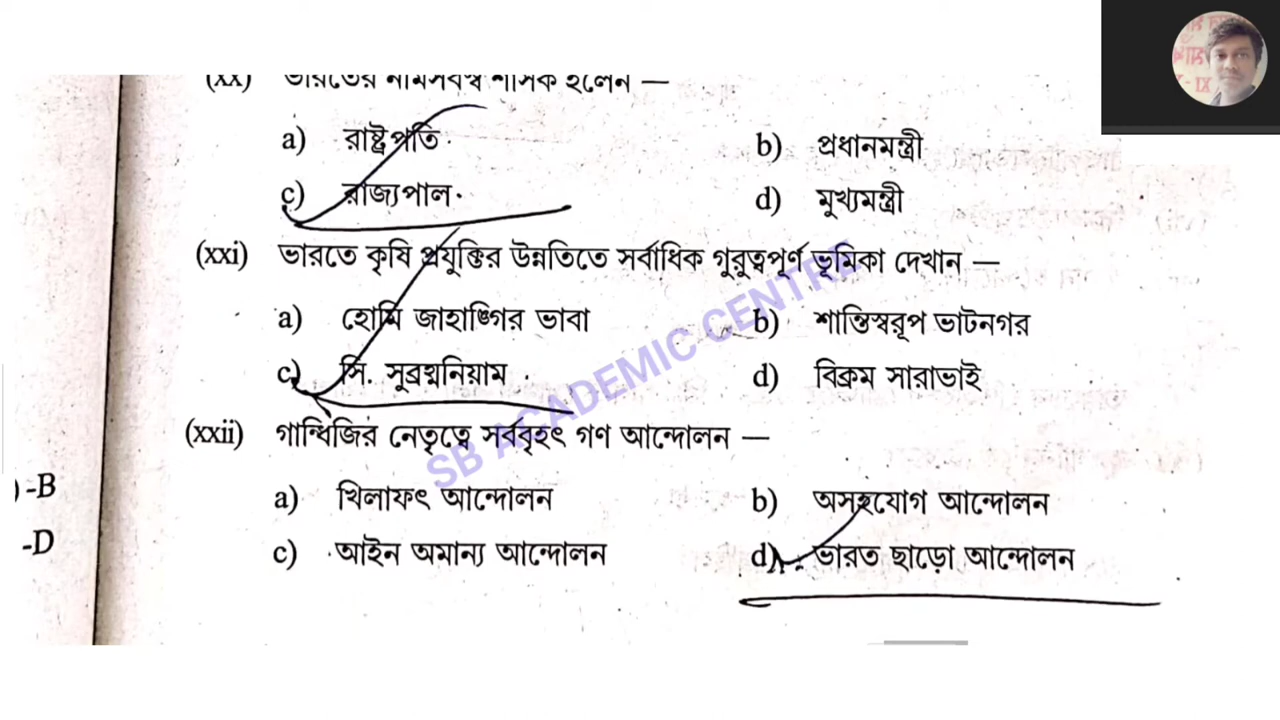 (xx) ভারতের নামসর্বস্ব শাসক হলেন —
a) রাষ্ট্রপতি
b) প্রধানমন্ত্রী
c) রাজ্যপাল
d) মুখ্যমন্ত্রী
(xxi) ভারতে কৃষি প্রযুক্তির উন্নতিতে সর্বাধিক গুরুত্বপূর্ণ ভূমিকা দেখান —
a) হোমি জাহাঙ্গির ভাবা
b) শান্তিস্বরূপ ভাটনগর
c) সি. সুব্রহ্মনিয়াম
d) বিক্রম সারাভাই
(xxii) গান্ধিজির নেতৃত্বে সর্ববৃহৎ গণ আন্দোলন —
a) খিলাফৎ আন্দোলন
b) অসহযোগ আন্দোলন
c) আইন অমান্য আন্দোলন
d) ভারত ছাড়ো আন্দোলন
)-B
-D
SB ACADEMIC CENTRE